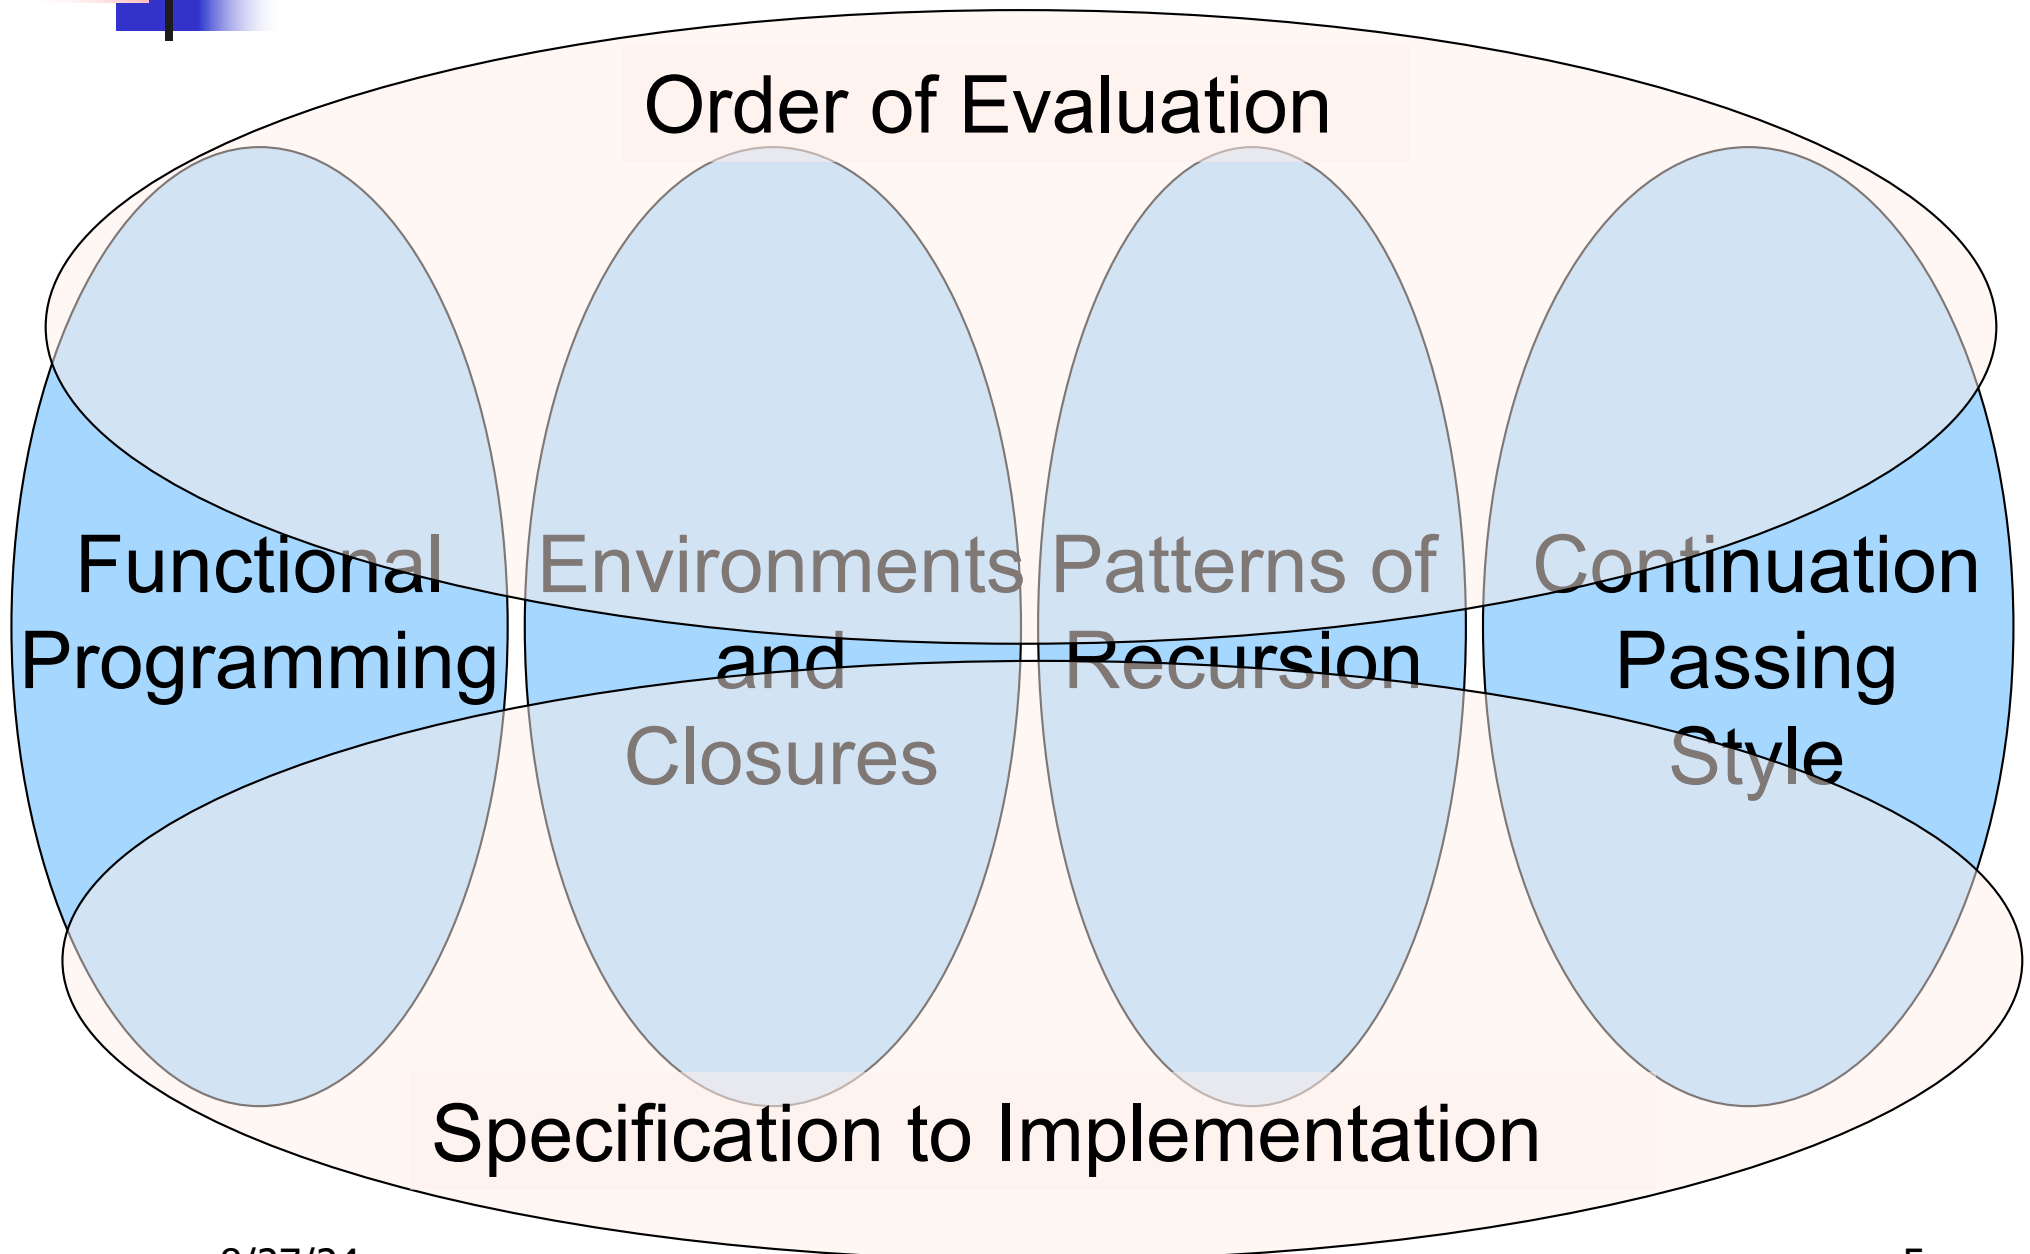 Order of Evaluation
Functional
Programming
Environments
and
Closures
Patterns of
Recursion
Continuation
Passing
Style
Specification to Implementation